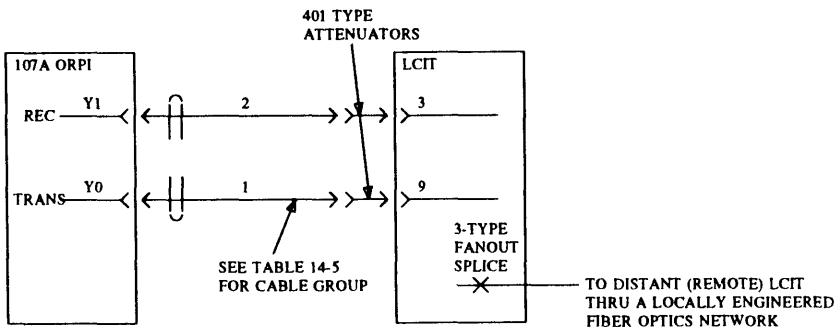 401 TYPE
ATTENUATORS
107A ORPI
LCIT
REC
Y1
2
3
TRANS
Y0
1
9
3-TYPE
FANOUT
SPLICE
SEE TABLE 14-5
FOR CABLE GROUP
TO DISTANT (REMOTE) LCIT
THRU A LOCALLY ENGINEERED
FIBER OPTICS NETWORK